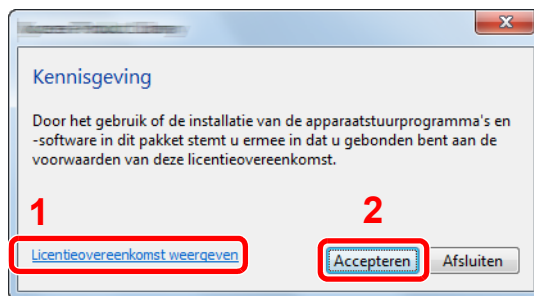 Kennisgeving
Door het gebruik of de installatie van de apparaatstuurprogramma's en
-software in dit pakket stemt u ermee in dat u gebonden bent aan de
voorwaarden van deze licentieovereenkomst.
1
2
Licentieovereenkomst weergeven
Accepteren
Afsluiten